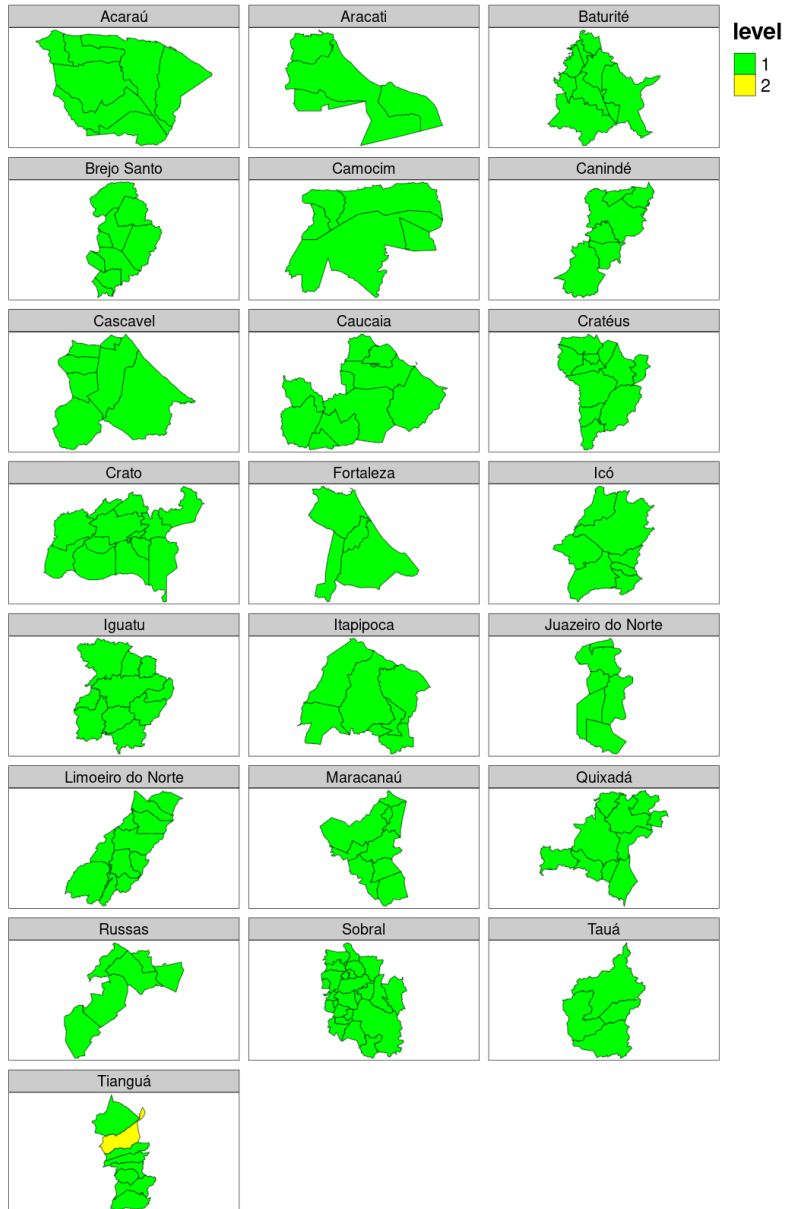 Acaraú
Aracati
Baturité
level
1
2
Brejo Santo
Camocim
Canindé
Cascavel
Caucaia
Cratéus
Crato
Fortaleza
Icó
Iguatu
Itapipoca
Juazeiro do Norte
Limoeiro do Norte
Maracanaú
Quixadá
Russas
Sobral
Tauá
Tianguá